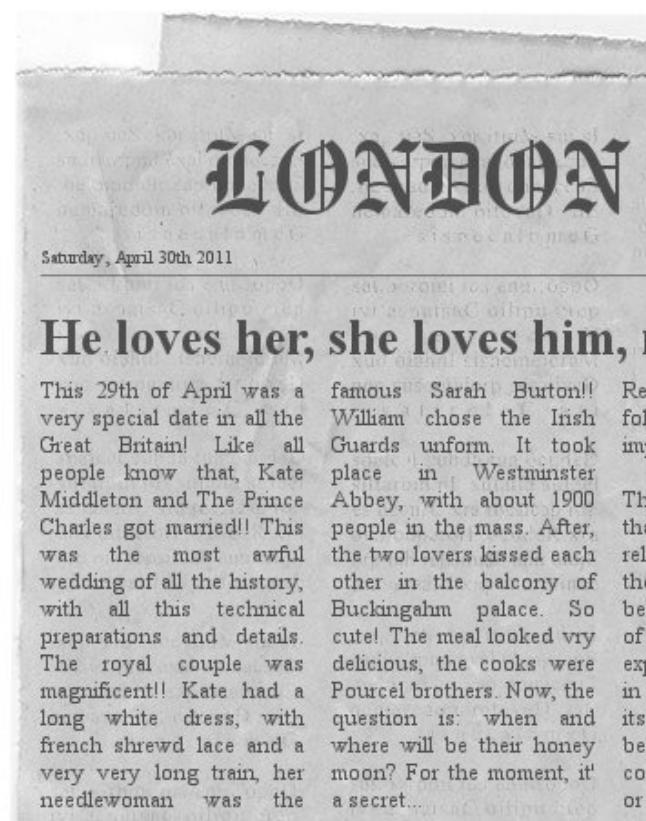 LONDON
Saturday, April 30th 2011
He loves her, she loves him,
This 29th of April was a
very special date in all the
Great Britain! Like all
people know that, Kate
Middleton and The Prince
Charles got married!! This
was the most awful
wedding of all the history,
with all this technical
preparations and details.
The royal couple was
magnificent!! Kate had a
long white dress, with
french shrewd lace and a
very very long train, her
needlewoman was the
famous Sarah Burton!!
William chose the Irish
Guards unform. It took
place in Westminster
Abbey, with about 1900
people in the mass. After,
the two lovers kissed each
other in the balcony of
Buckingahm palace. So
cute! The meal looked vry
delicious, the cooks were
Pourcel brothers. Now, the
question is: when and
where will be their honey
moon? For the moment, it'
a secret...
of
in
its
or